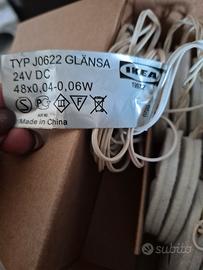 TYP J0622 GLÄNSA
24V DC
48x0,04-0,06W
IKEA
Made in China
subito